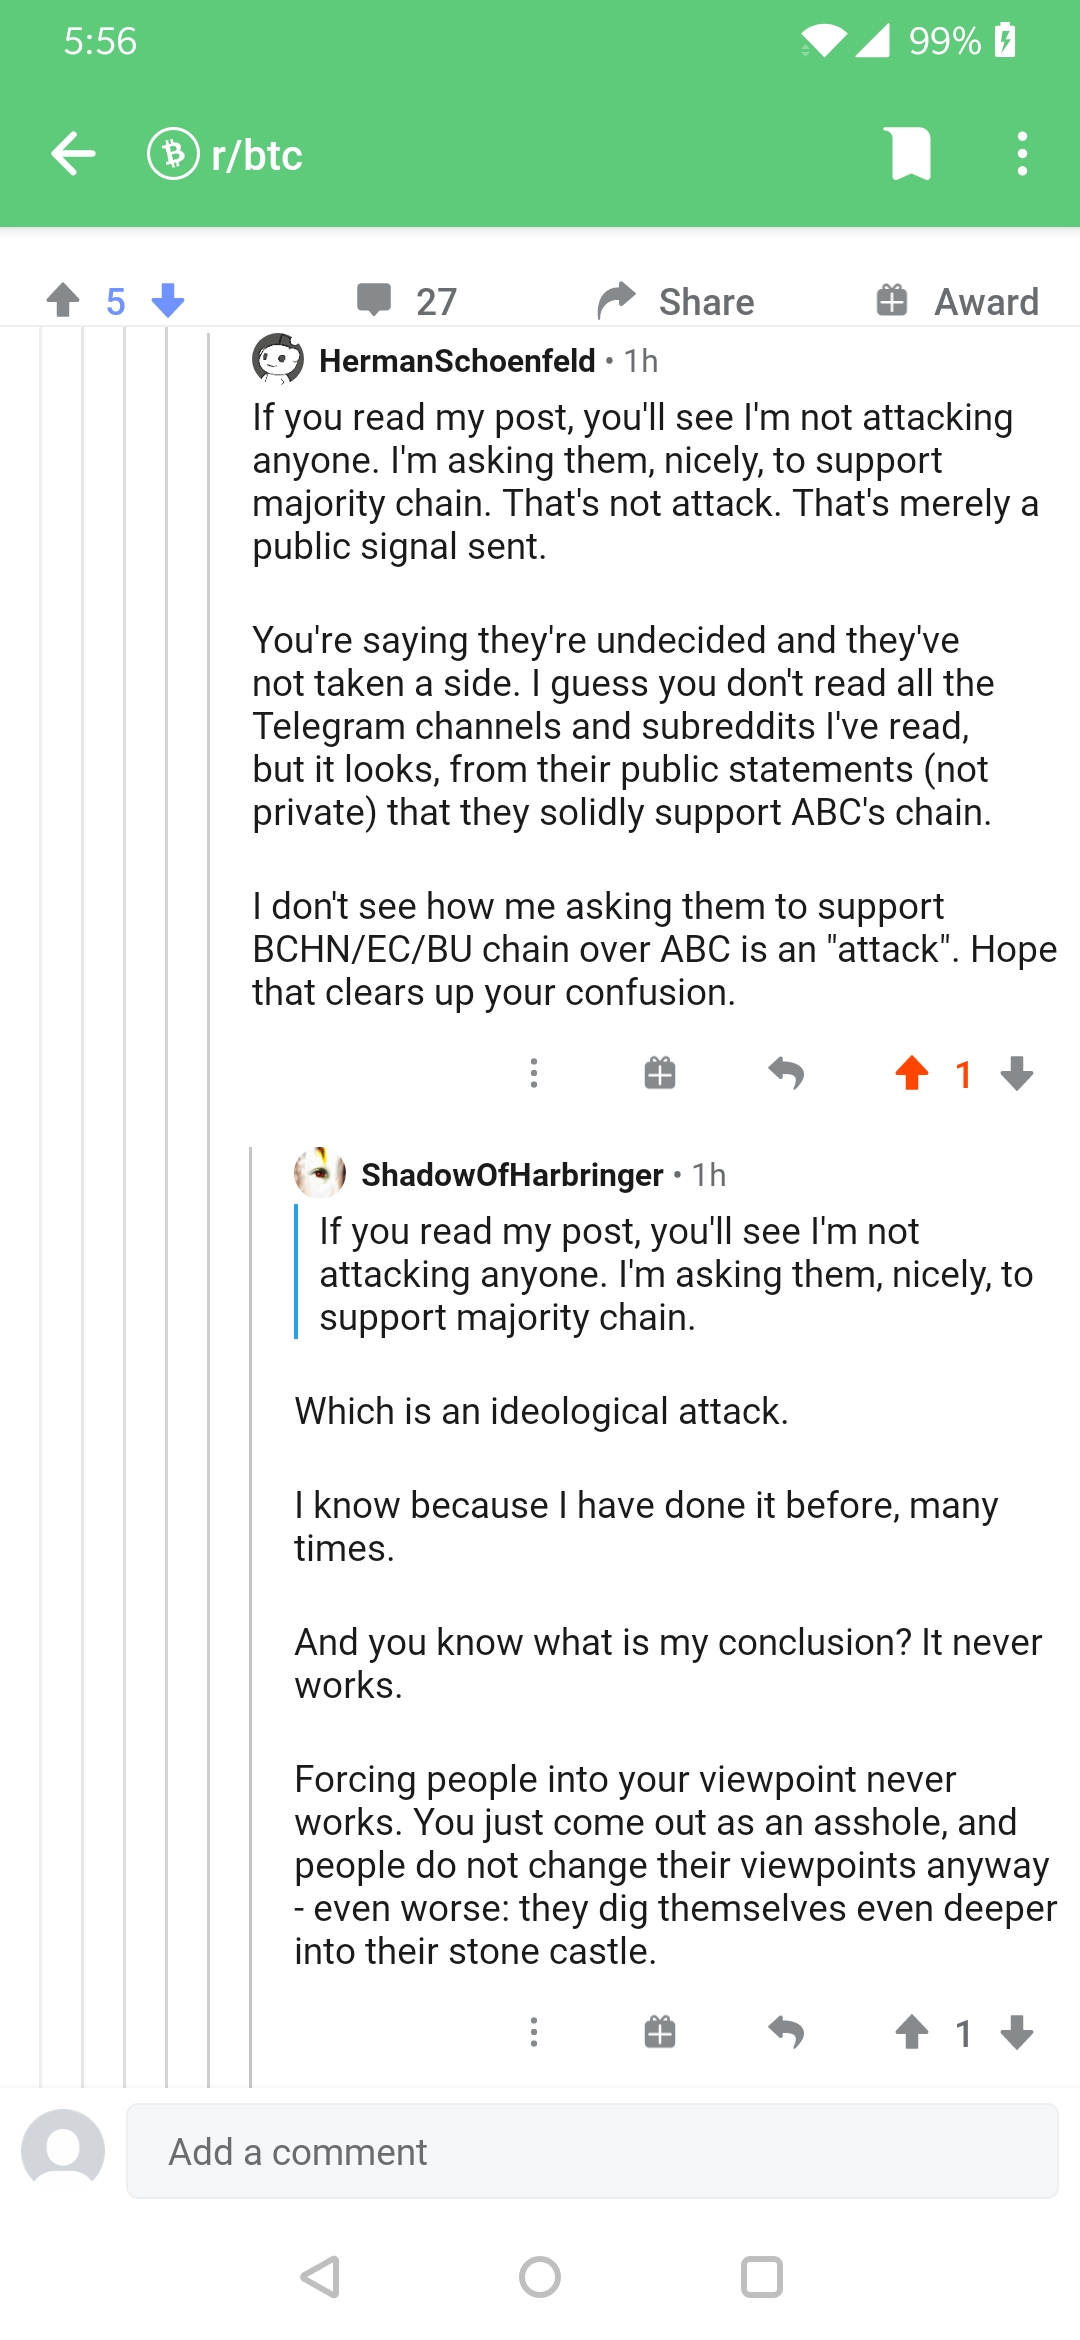 5:56
99%
r/btc
5
27
Share
Award
HermanSchoenfeld • 1h
If you read my post, you'll see I'm not attacking
anyone. I'm asking them, nicely, to support
majority chain. That's not attack. That's merely a
public signal sent.
You're saying they're undecided and they've
not taken a side. I guess you don't read all the
Telegram channels and subreddits I've read,
but it looks, from their public statements (not
private) that they solidly support ABC's chain.
I don't see how me asking them to support
BCHN/EC/BU chain over ABC is an "attack". Hope
that clears up your confusion.
1
ShadowOfHarbringer • 1h
If you read my post, you'll see I'm not
attacking anyone. I'm asking them, nicely, to
support majority chain.
Which is an ideological attack.
I know because I have done it before, many
times.
And you know what is my conclusion? It never
works.
Forcing people into your viewpoint never
works. You just come out as an asshole, and
people do not change their viewpoints anyway
- even worse: they dig themselves even deeper
into their stone castle.
1
Add a comment